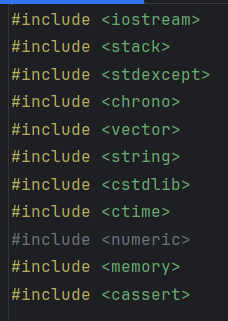 #include <iostream>
#include <stack>
#include <stdexcept>
#include <chrono>
#include <vector>
#include <string>
#include <cstdlib>
#include <ctime>
#include <numeric>
#include <memory>
#include <cassert>